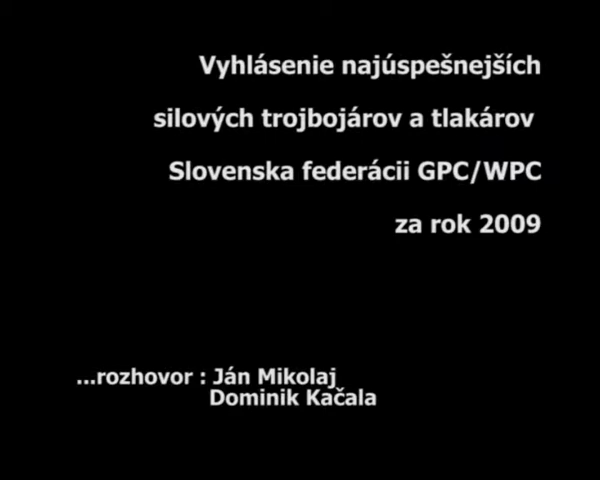 Vyhlásenie najúspešnejších
silových trojbojárov a tlakárov
Slovenska federácii GPC/WPC
za rok 2009
...rozhovor : Ján Mikolaj
Dominik Kačala